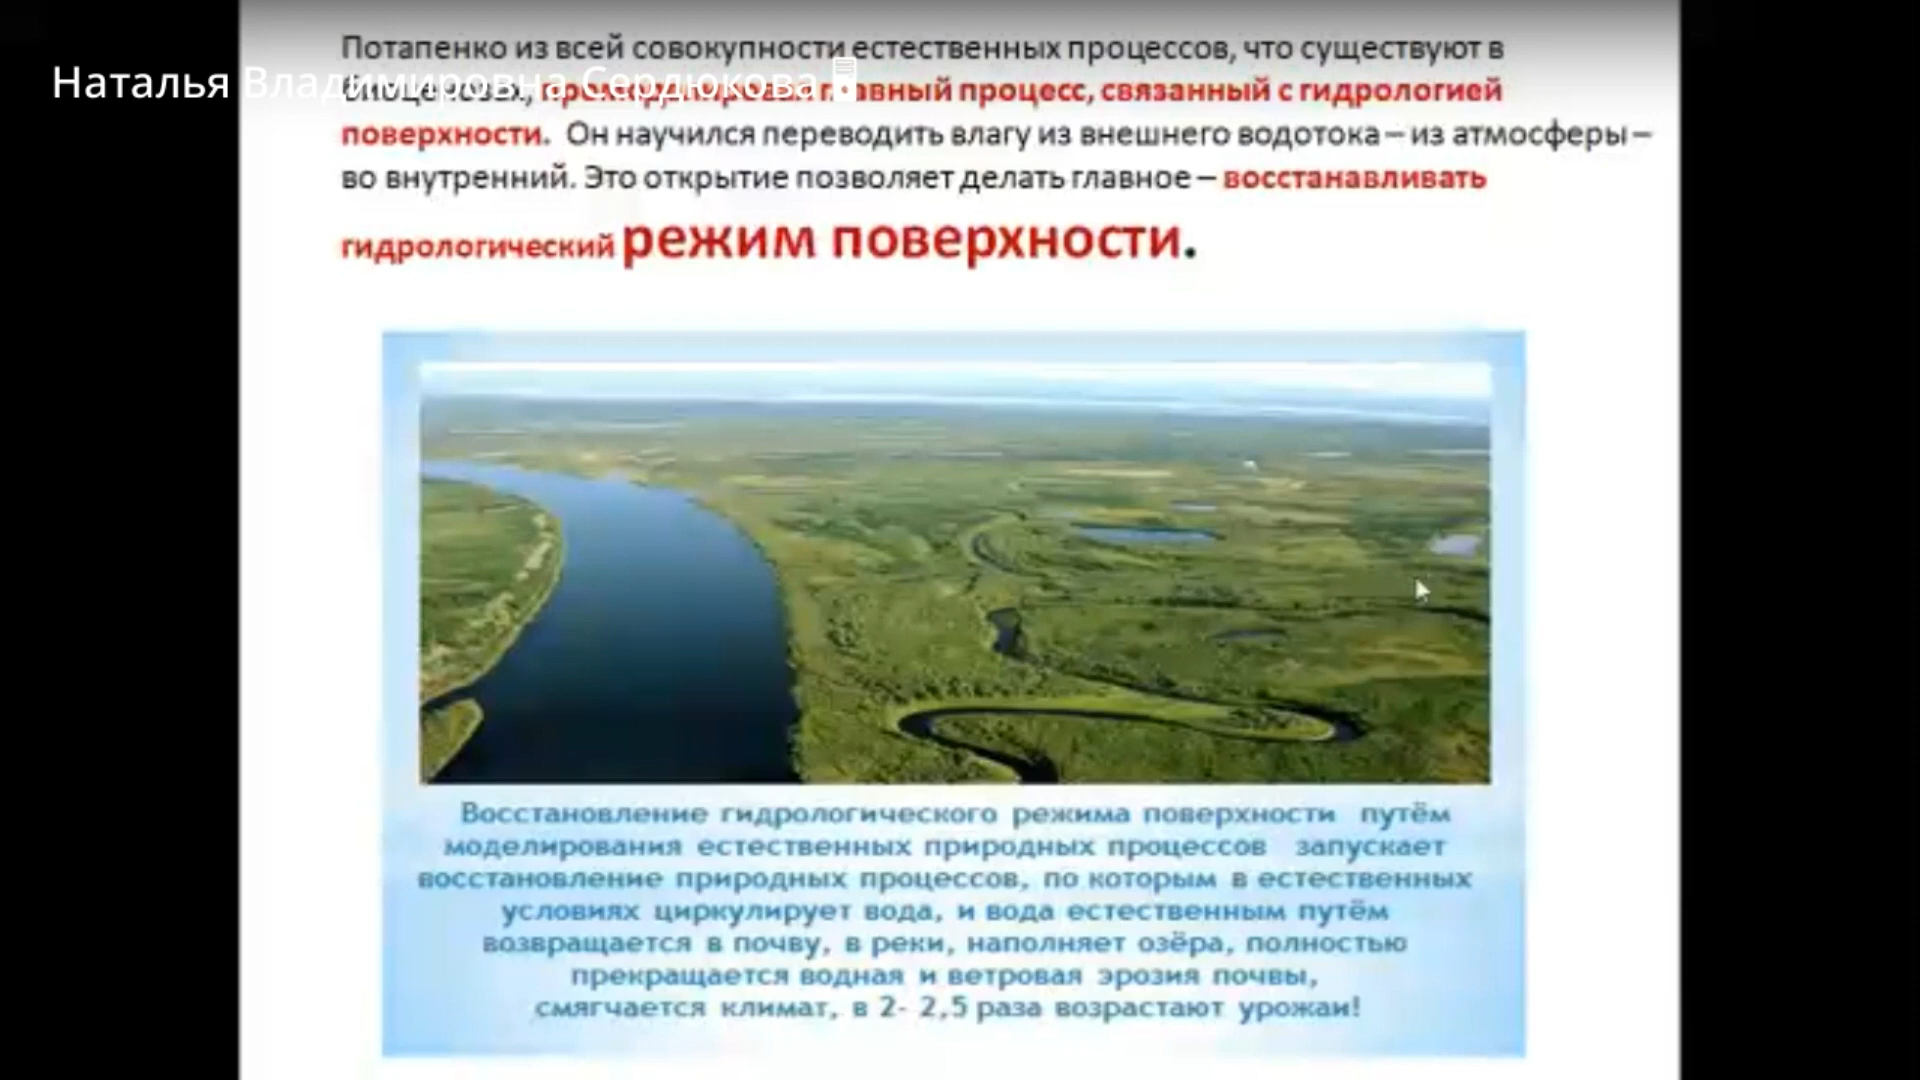 Потапенко из всей совокупности естественных процессов, что существуют в
Наталья Владимировна Сердюкова
главный процесс, связанный с гидрологией
поверхности. Он научился переводить влагу из внешнего водотока – из атмосферы –
во внутренний. Это открытие позволяет делать главное – восстанавливать
гидрологический режим поверхности.
Восстановление гидрологического режима поверхности путём
моделирования естественных природных процессов запускает
восстановление природных процессов, по которым в естественных
условиях циркулирует вода, и вода естественным путём
возвращается в почву, в реки, наполняет озёра, полностью
прекращается водная и ветровая эрозия почвы,
смягчается климат, в 2- 2,5 раза возрастают урожаи!